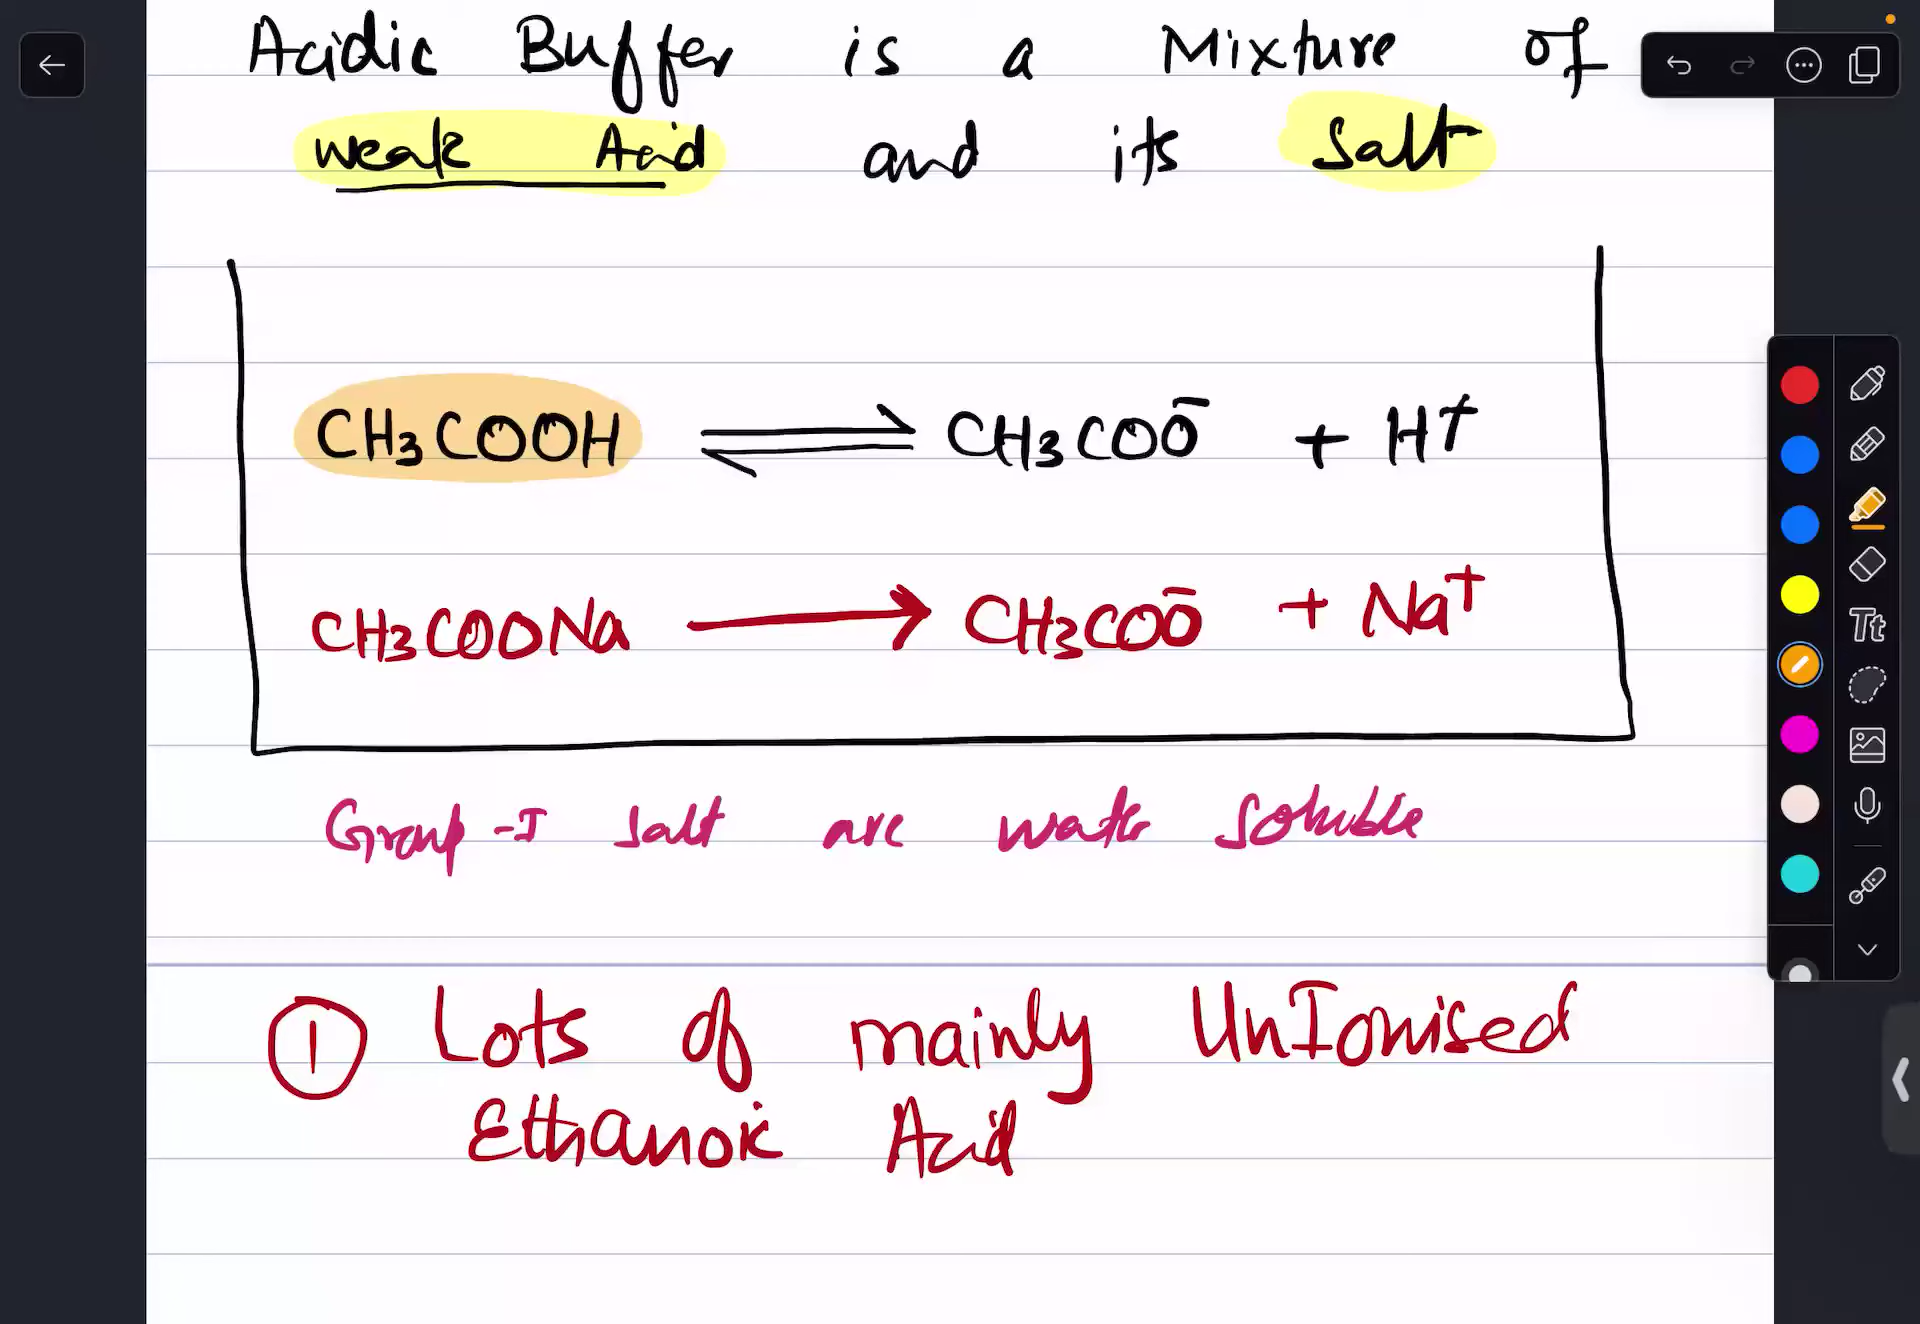 Acidic Buffer is a Mixture of
weak Acid and its Salt
CH3COOH ⇌ CH3COO⁻ + H⁺
CH3COONa ⟶ CH3COO⁻ + Na⁺
Group-I salt are water soluble
① Lots of mainly UnIonised
Ethanoic Acid
Tt